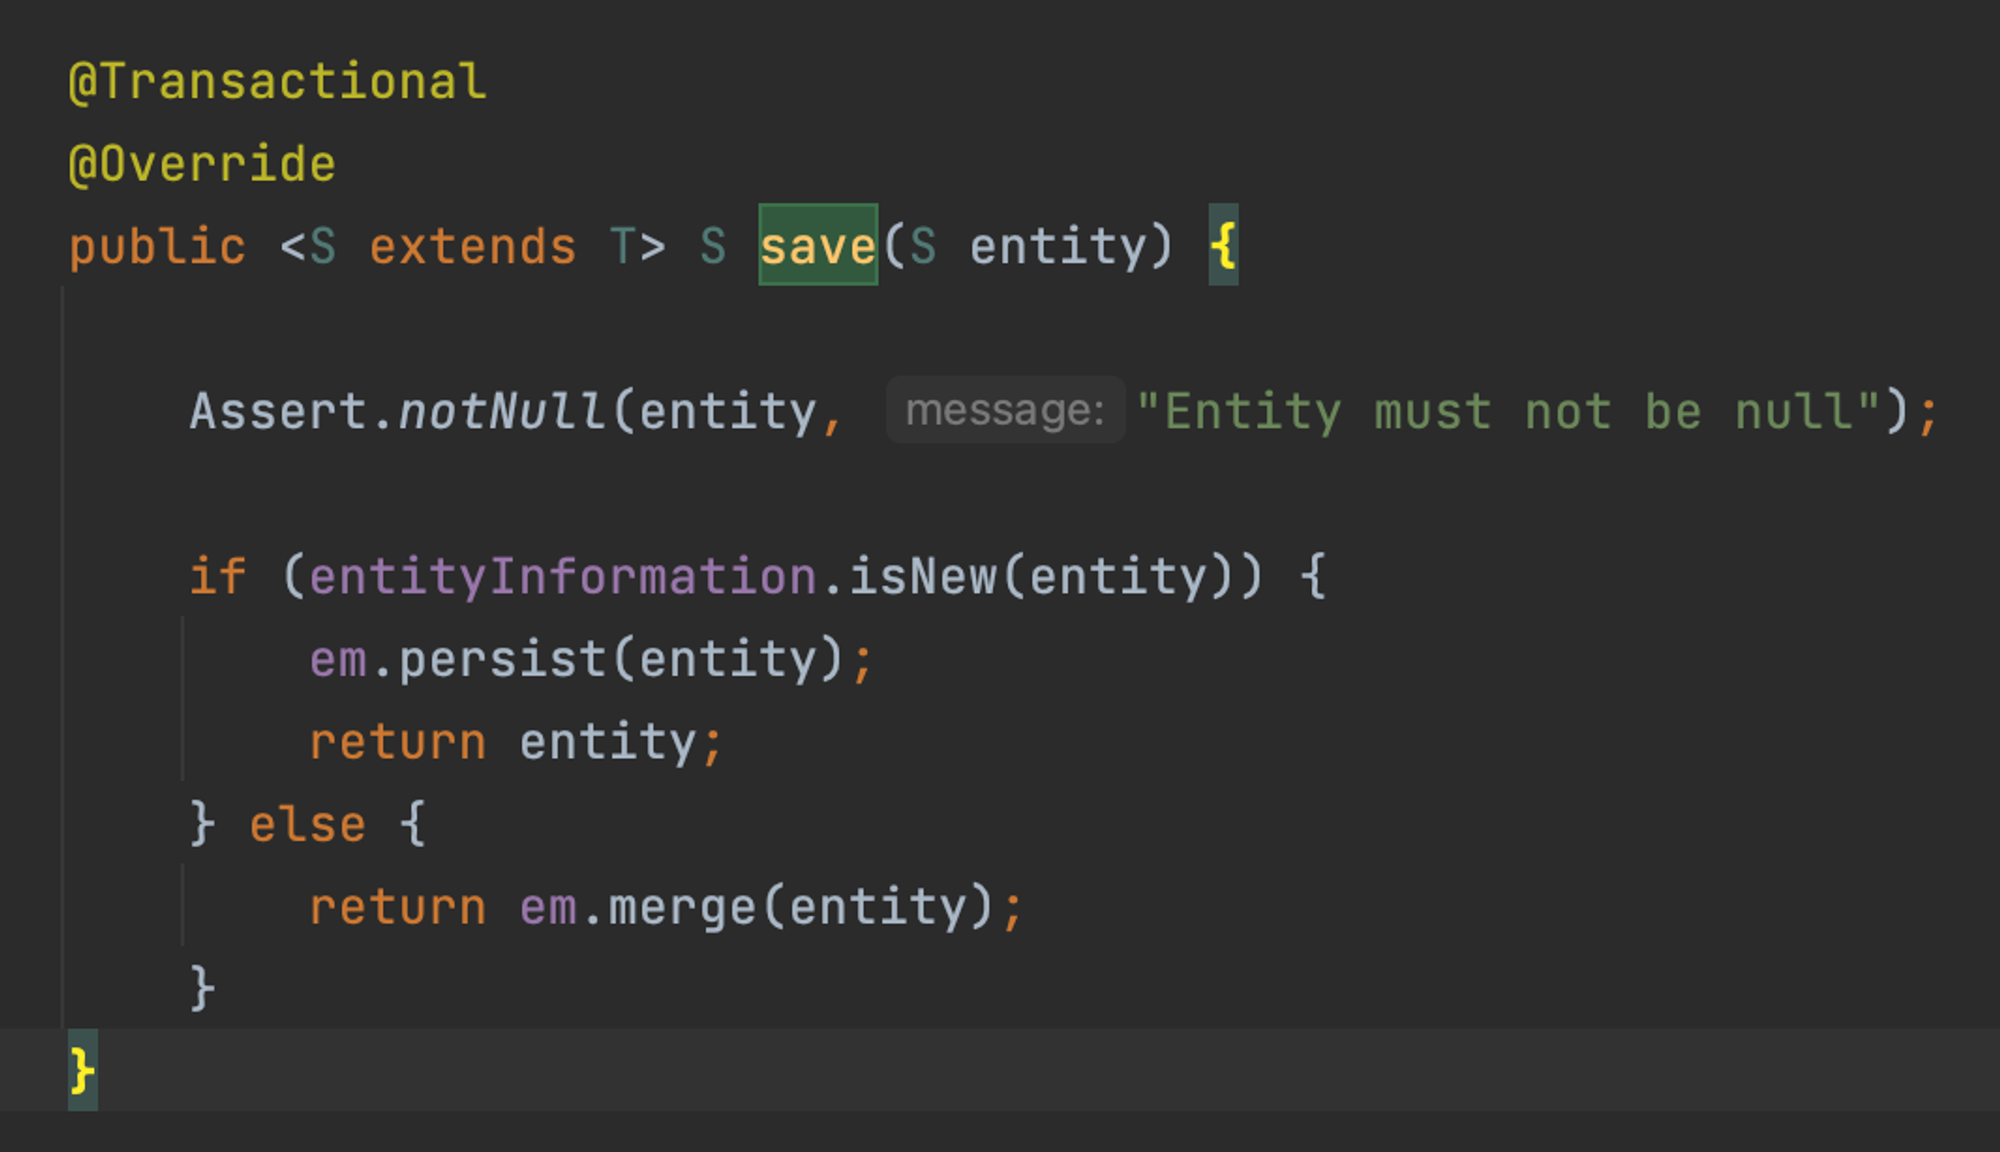 @Transactional
@Override
public <S extends T> S save(S entity) {
Assert.notNull(entity, message: "Entity must not be null");
if (entityInformation.isNew(entity)) {
em.persist(entity);
return entity;
} else {
return em.merge(entity);
}
}